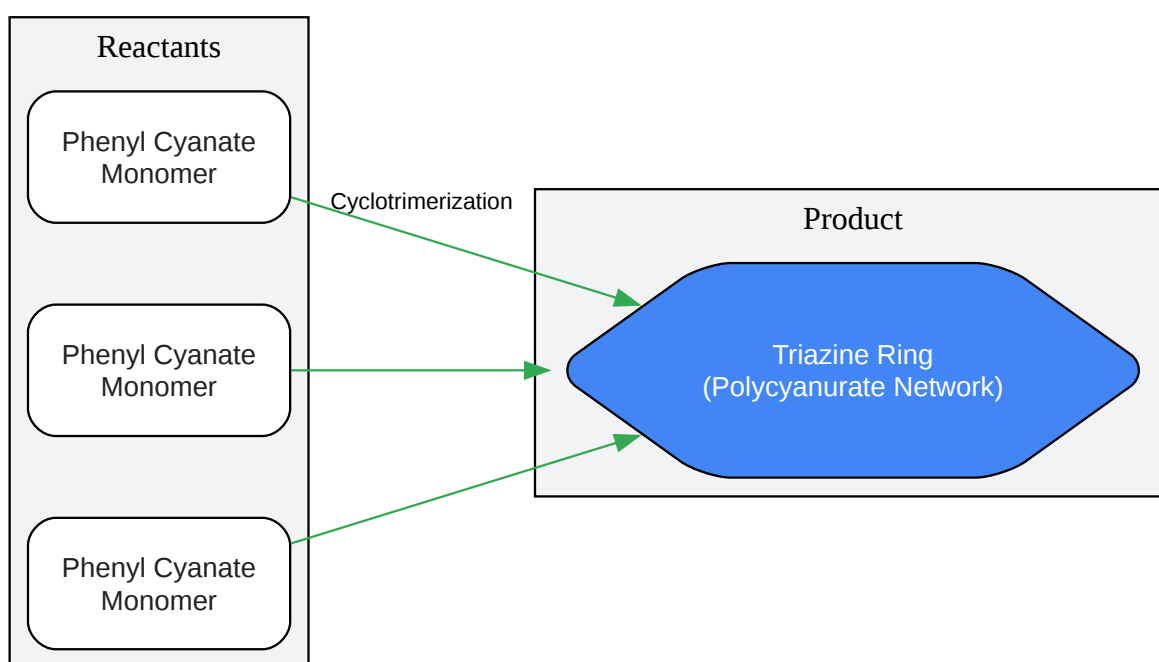 Reactants
Phenyl Cyanate
Monomer
Cyclotrimerization
Phenyl Cyanate
Monomer
Phenyl Cyanate
Monomer
Product
Triazine Ring
(Polycyanurate Network)